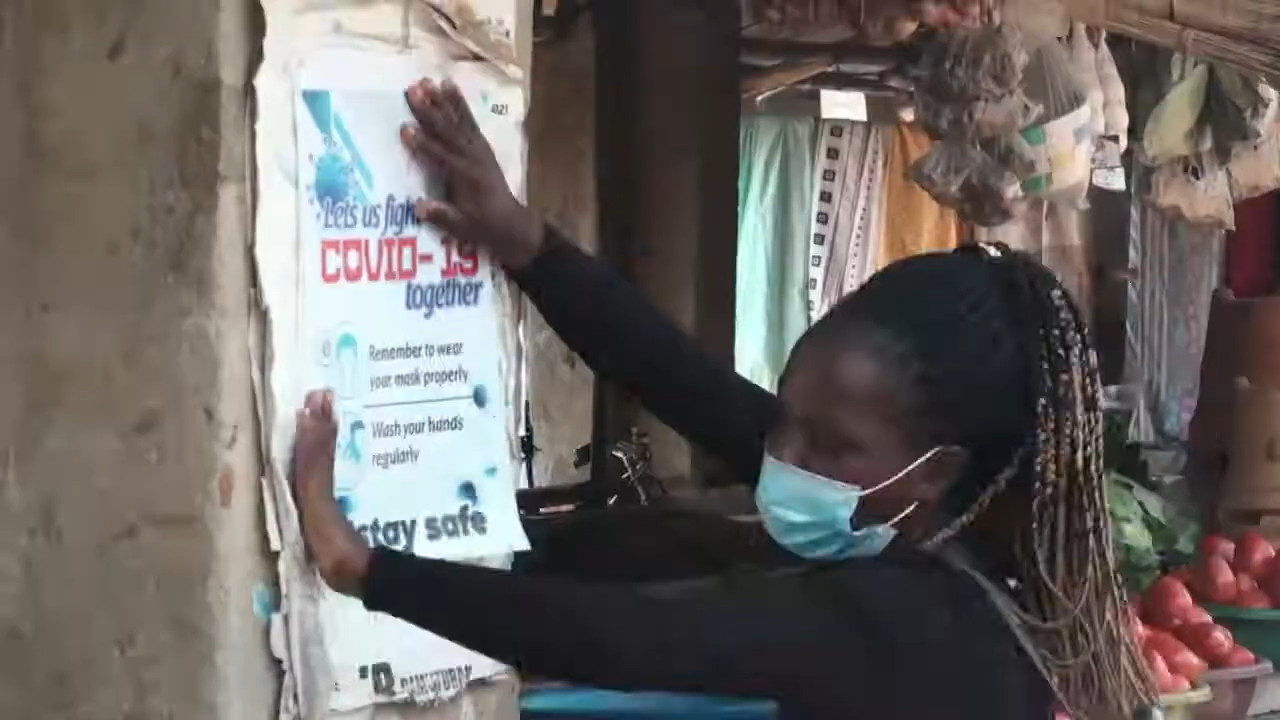 Lets us fight
COVID-19
together
Remember to wear
your mask properly
Wash your hands
regularly
stay safe